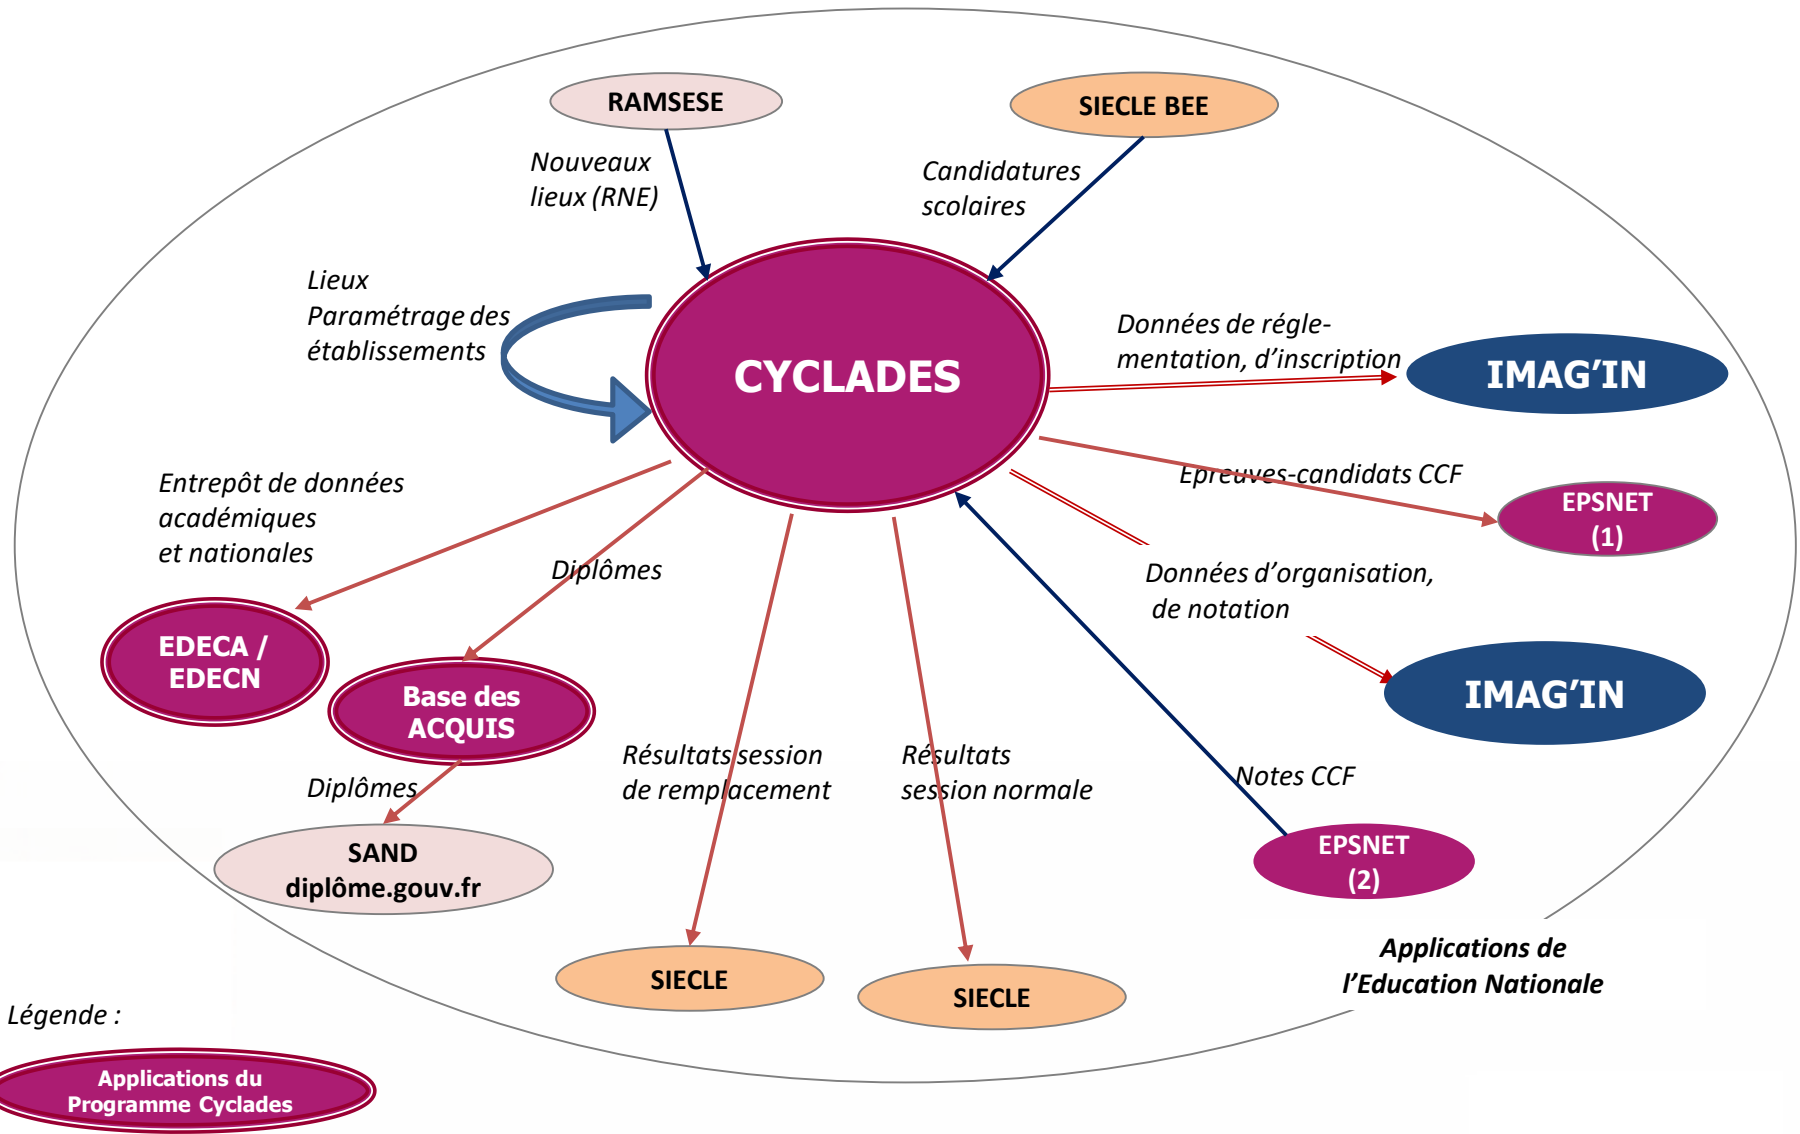 RAMSESE
SIECLE BEE
Nouveaux
lieux (RNE)
Candidatures
scolaires
Lieux
Paramétrage des
établissements
CYCLADES
Données de régle-
mentation, d’inscription
IMAG’IN
Entrepôt de données
académiques
et nationales
Epreuves-candidats CCF
EPSNET
(1)
Diplômes
Données d’organisation,
de notation
EDECA /
EDECN
Base des
ACQUIS
IMAG’IN
Diplômes
Résultats session
de remplacement
Résultats
session normale
Notes CCF
SAND
diplôme.gouv.fr
EPSNET
(2)
SIECLE
SIECLE
Applications de
l’Education Nationale
Légende :
Applications du
Programme Cyclades